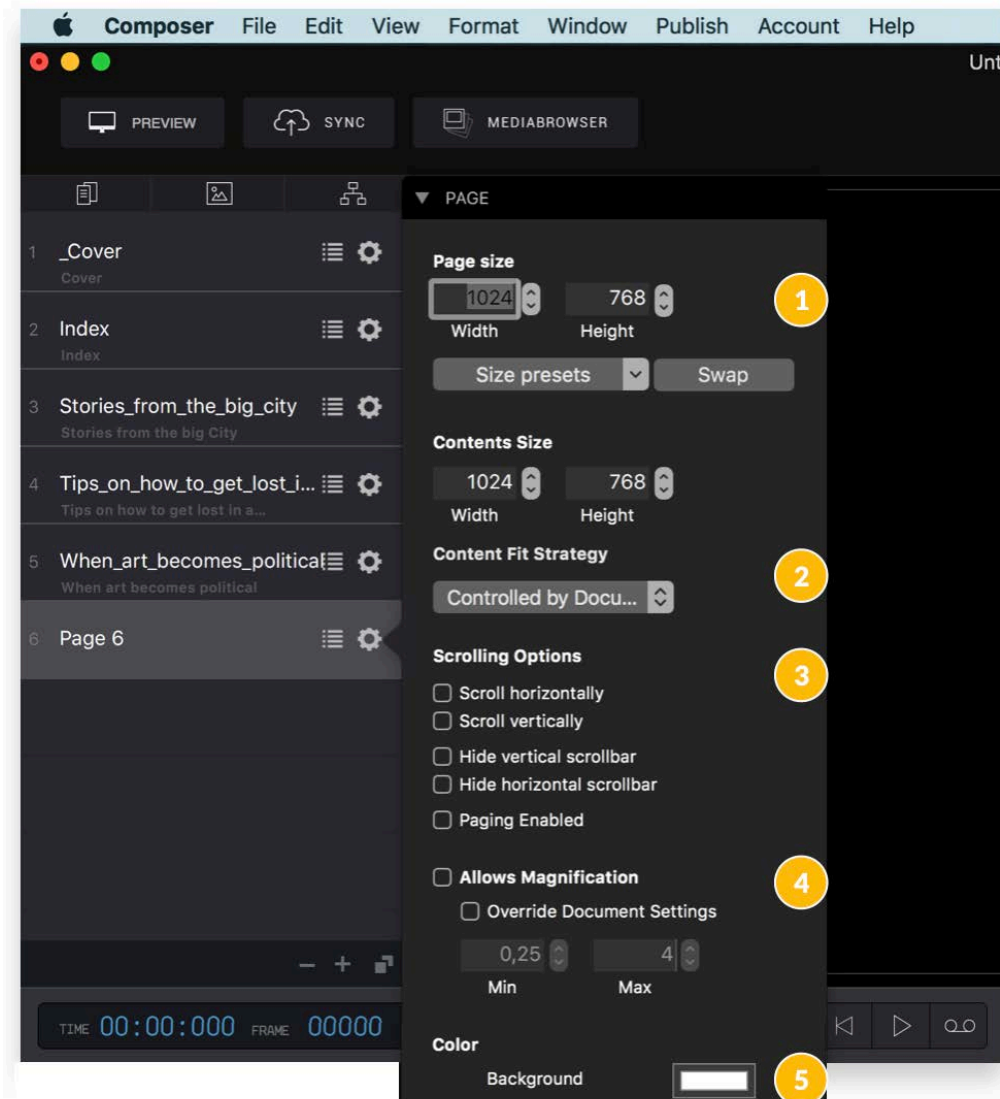 Composer File Edit View Format Window Publish Account Help
Unt
PREVIEW SYNC MEDIABROWSER
PAGE
1 _Cover
Cover
2 Index
Index
3 Stories_from_the_big_city
Stories from the big City
4 Tips_on_how_to_get_lost_i...
Tips on how to get lost in a...
5 When_art_becomes_political
When art becomes political
6 Page 6
Page size
1024 768 1
Width Height
Size presets Swap
Contents Size
1024 768
Width Height
Content Fit Strategy
2
Controlled by Docu...
Scrolling Options
3
Scroll horizontally
Scroll vertically
Hide vertical scrollbar
Hide horizontal scrollbar
Paging Enabled
Allows Magnification 4
Override Document Settings
0,25 4
Min Max
TIME 00:00:000 FRAME 00000
Color
Background 5